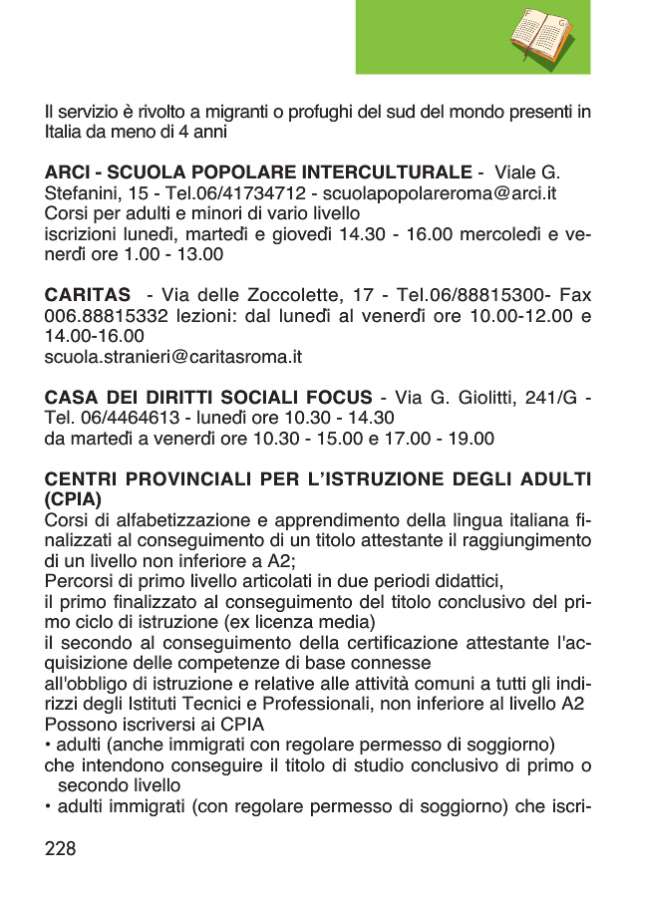 Il servizio è rivolto a migranti o profughi del sud del mondo presenti in
Italia da meno di 4 anni
ARCI - SCUOLA POPOLARE INTERCULTURALE - Viale G.
Stefanini, 15 - Tel.06/41734712 - scuolapopolareroma@arci.it
Corsi per adulti e minori di vario livello
iscrizioni lunedì, martedì e giovedì 14.30 - 16.00 mercoledì e ve-
nerdì ore 1.00 - 13.00
CARITAS - Via delle Zoccolette, 17 - Tel.06/88815300- Fax
006.88815332 lezioni: dal lunedì al venerdì ore 10.00-12.00 e
14.00-16.00
scuola.stranieri@caritasroma.it
CASA DEI DIRITTI SOCIALI FOCUS - Via G. Giolitti, 241/G -
Tel. 06/4464613 - lunedì ore 10.30 - 14.30
da martedì a venerdì ore 10.30 - 15.00 e 17.00 - 19.00
CENTRI PROVINCIALI PER L’ISTRUZIONE DEGLI ADULTI
(CPIA)
Corsi di alfabetizzazione e apprendimento della lingua italiana fi-
nalizzati al conseguimento di un titolo attestante il raggiungimento
di un livello non inferiore a A2;
Percorsi di primo livello articolati in due periodi didattici,
il primo finalizzato al conseguimento del titolo conclusivo del pri-
mo ciclo di istruzione (ex licenza media)
il secondo al conseguimento della certificazione attestante l'ac-
quisizione delle competenze di base connesse
all'obbligo di istruzione e relative alle attività comuni a tutti gli indi-
rizzi degli Istituti Tecnici e Professionali, non inferiore al livello A2
Possono iscriversi ai CPIA
• adulti (anche immigrati con regolare permesso di soggiorno)
che intendono conseguire il titolo di studio conclusivo di primo o
secondo livello
• adulti immigrati (con regolare permesso di soggiorno) che iscri-
228